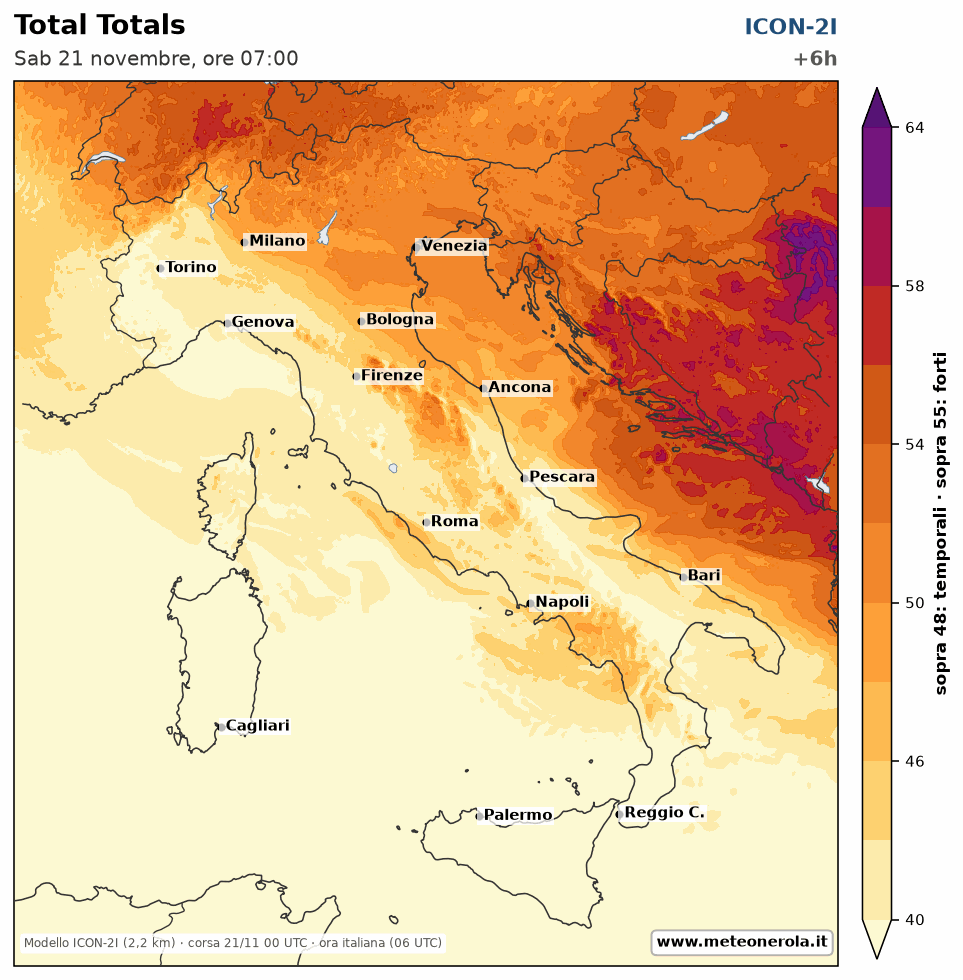 Total Totals
ICON-2I
Sab 21 novembre, ore 07:00
+6h
Milano
Venezia
Torino
Genova
Bologna
Firenze
Ancona
Pescara
Roma
Bari
Napoli
Cagliari
Palermo
Reggio C.
64
58
54
50
46
40
sopra 48: temporali · sopra 55: forti
Modello ICON-2I (2,2 km) · corsa 21/11 00 UTC · ora italiana (06 UTC)
www.meteonerola.it